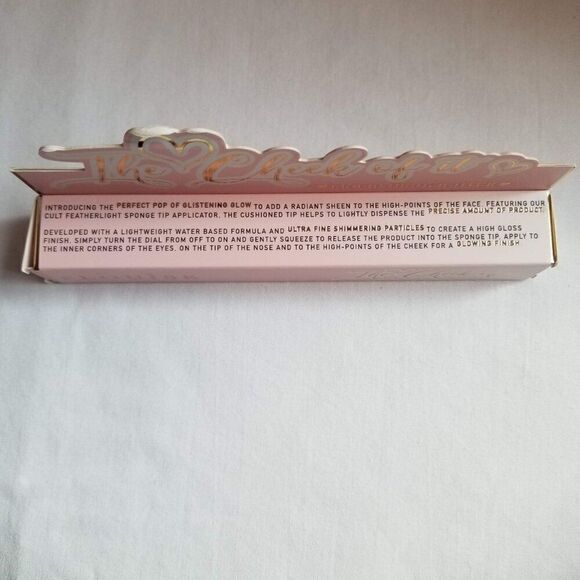 The Cheek of it
INTRODUCING THE PERFECT POP OF GLISTENING GLOW TO ADD A RADIANT SHEEN TO THE HIGH-POINTS OF THE FACE, FEATURING OUR
CULT FEATHERLIGHT SPONGE TIP APPLICATOR, THE CUSHIONED TIP HELPS TO LIGHTLY DISPENSE THE PRECISE AMOUNT OF PRODUCT.
DEVELOPED WITH A LIGHTWEIGHT WATER BASED FORMULA AND ULTRA FINE SHIMMERING PARTICLES TO CREATE A HIGH GLOSS
FINISH, SIMPLY TURN THE DIAL FROM OFF TO ON AND GENTLY SQUEEZE TO RELEASE THE PRODUCT INTO THE SPONGE TIP, APPLY TO
THE INNER CORNERS OF THE EYES, ON THE TIP OF THE NOSE AND TO THE HIGH-POINTS OF THE CHEEK FOR A GLOWING FINISH.